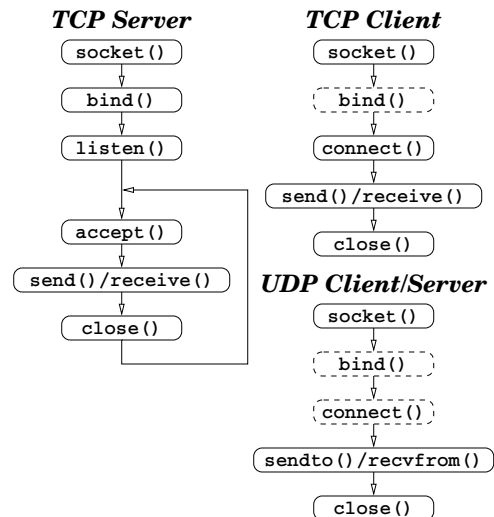 TCP Server
socket()
bind()
listen()
accept()
send()/receive()
close()
TCP Client
socket()
bind()
connect()
send()/receive()
close()
UDP Client/Server
socket()
bind()
connect()
sendto()/recvfrom()
close()